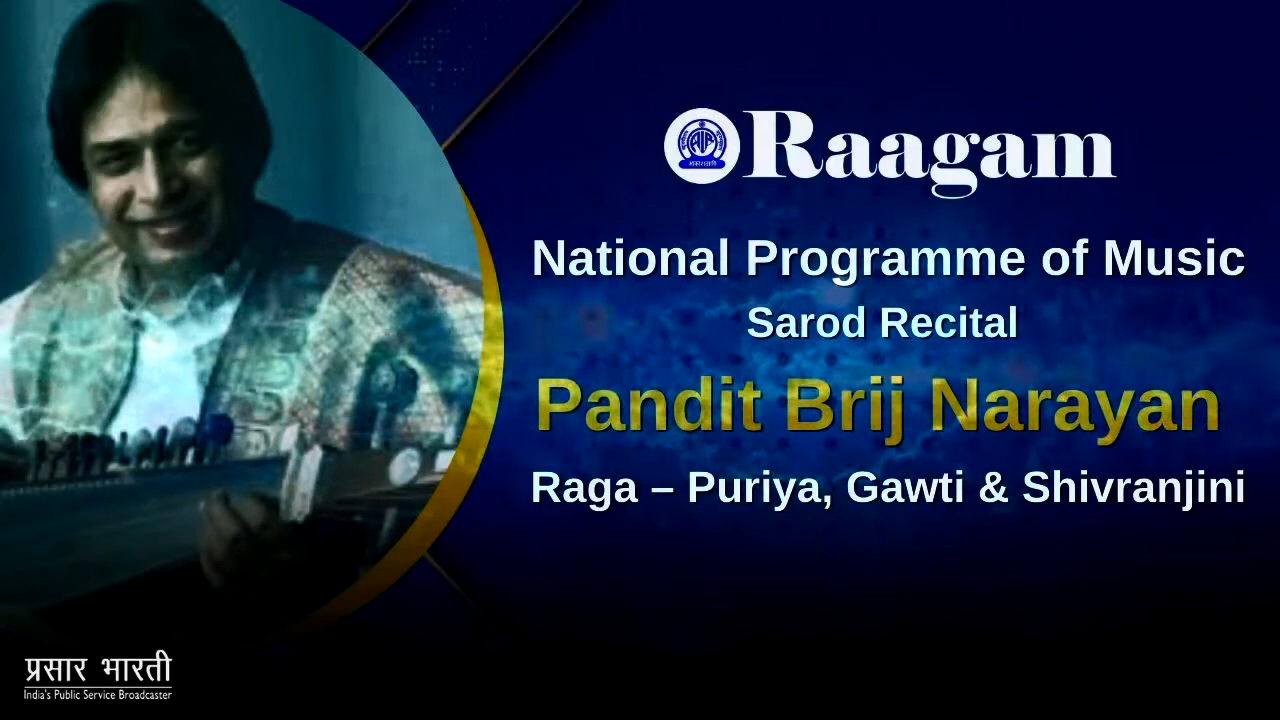 Raagam
National Programme of Music
Sarod Recital
Pandit Brij Narayan
Raga – Puriya, Gawti & Shivranjini
प्रसार भारती
India's Public Service Broadcaster